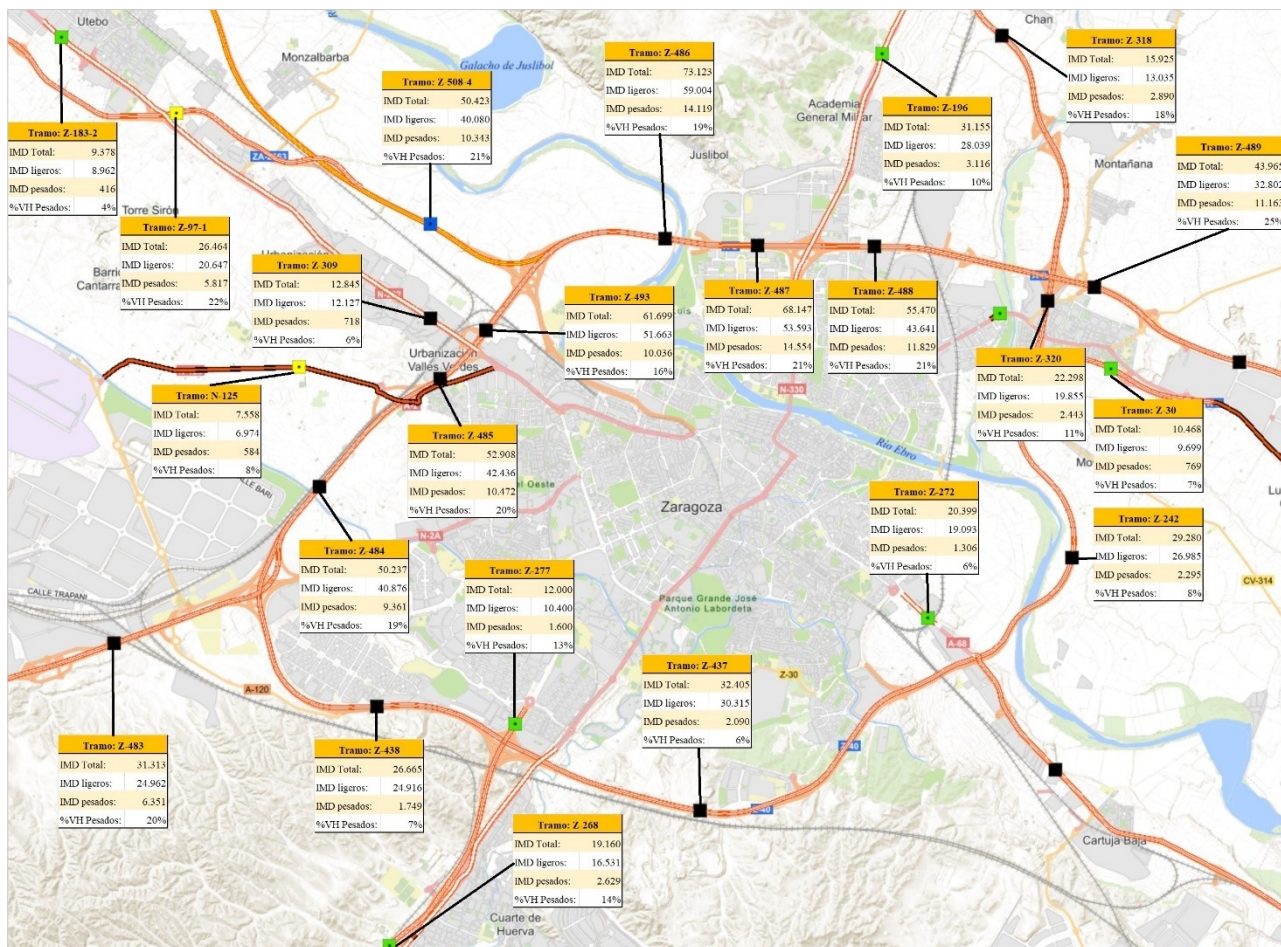 Utebo
Monzalbarba
Galacho de Juslibol
Juslibol
Academia
General Militar
Montañana
Torre Sirón
Urbanización
Valles Verdes
Zaragoza
Río Ebro
Parque Grande José
Antonio Labordeta
CALLE TRAPANI
A-120
N-2A
N-330
A-68
Z-30
Z-40
CV-314
Cartuja Baja
Cuarte de
Huerva
Tramo: Z-183-2
IMD Total: 9.378
IMD ligeros: 8.962
IMD pesados: 416
%VH Pesados: 4%
Tramo: Z-97-1
IMD Total: 26.464
IMD ligeros: 20.647
IMD pesados: 5.817
%VH Pesados: 22%
Tramo: Z-508-4
IMD Total: 50.423
IMD ligeros: 40.080
IMD pesados: 10.343
%VH Pesados: 21%
Tramo: Z-486
IMD Total: 73.123
IMD ligeros: 59.004
IMD pesados: 14.119
%VH Pesados: 19%
Tramo: Z-196
IMD Total: 31.155
IMD ligeros: 28.039
IMD pesados: 3.116
%VH Pesados: 10%
Tramo: Z-318
IMD Total: 15.925
IMD ligeros: 13.035
IMD pesados: 2.890
%VH Pesados: 18%
Tramo: Z-489
IMD Total: 43.965
IMD ligeros: 32.802
IMD pesados: 11.163
%VH Pesados: 25%
Tramo: Z-309
IMD Total: 12.845
IMD ligeros: 12.127
IMD pesados: 718
%VH Pesados: 6%
Tramo: Z-493
IMD Total: 61.699
IMD ligeros: 51.663
IMD pesados: 10.036
%VH Pesados: 16%
Tramo: Z-487
IMD Total: 68.147
IMD ligeros: 53.593
IMD pesados: 14.554
%VH Pesados: 21%
Tramo: Z-488
IMD Total: 55.470
IMD ligeros: 43.641
IMD pesados: 11.829
%VH Pesados: 21%
Tramo: Z-320
IMD Total: 22.298
IMD ligeros: 19.855
IMD pesados: 2.443
%VH Pesados: 11%
Tramo: Z-30
IMD Total: 10.468
IMD ligeros: 9.699
IMD pesados: 769
%VH Pesados: 7%
Tramo: N-125
IMD Total: 7.558
IMD ligeros: 6.974
IMD pesados: 584
%VH Pesados: 8%
Tramo: Z-485
IMD Total: 52.908
IMD ligeros: 42.436
IMD pesados: 10.472
%VH Pesados: 20%
Tramo: Z-272
IMD Total: 20.399
IMD ligeros: 19.093
IMD pesados: 1.306
%VH Pesados: 6%
Tramo: Z-242
IMD Total: 29.280
IMD ligeros: 26.985
IMD pesados: 2.295
%VH Pesados: 8%
Tramo: Z-484
IMD Total: 50.237
IMD ligeros: 40.876
IMD pesados: 9.361
%VH Pesados: 19%
Tramo: Z-277
IMD Total: 12.000
IMD ligeros: 10.400
IMD pesados: 1.600
%VH Pesados: 13%
Tramo: Z-437
IMD Total: 32.405
IMD ligeros: 30.315
IMD pesados: 2.090
%VH Pesados: 6%
Tramo: Z-483
IMD Total: 31.313
IMD ligeros: 24.962
IMD pesados: 6.351
%VH Pesados: 20%
Tramo: Z-438
IMD Total: 26.665
IMD ligeros: 24.916
IMD pesados: 1.749
%VH Pesados: 7%
Tramo: Z-268
IMD Total: 19.160
IMD ligeros: 16.531
IMD pesados: 2.629
%VH Pesados: 14%